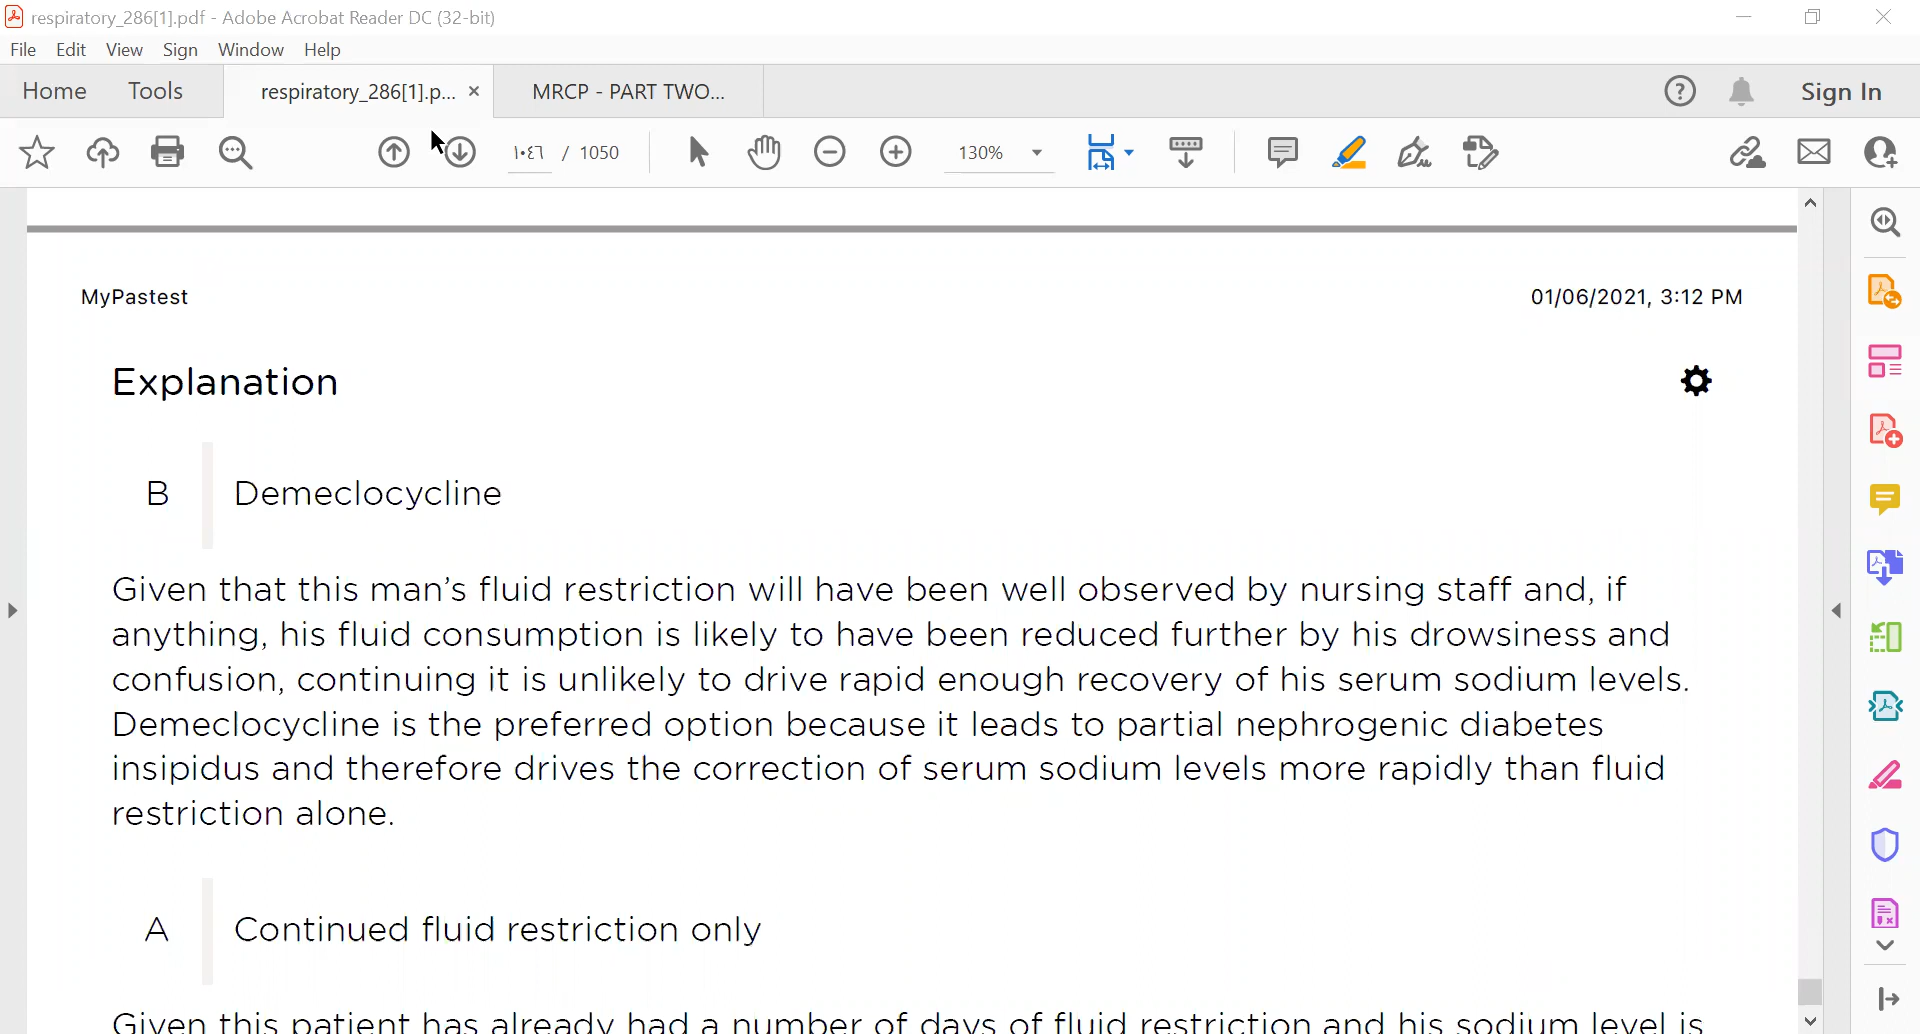 respiratory_286[1].pdf - Adobe Acrobat Reader DC (32-bit)
File Edit View Sign Window Help
Home Tools respiratory_286[1].p... × MRCP - PART TWO... Sign In
١٠٤٦ / 1050 130%
MyPastest 01/06/2021, 3:12 PM
Explanation
B Demeclocycline
Given that this man’s fluid restriction will have been well observed by nursing staff and, if
anything, his fluid consumption is likely to have been reduced further by his drowsiness and
confusion, continuing it is unlikely to drive rapid enough recovery of his serum sodium levels.
Demeclocycline is the preferred option because it leads to partial nephrogenic diabetes
insipidus and therefore drives the correction of serum sodium levels more rapidly than fluid
restriction alone.
A Continued fluid restriction only
Given this patient has already had a number of days of fluid restriction and his sodium level is